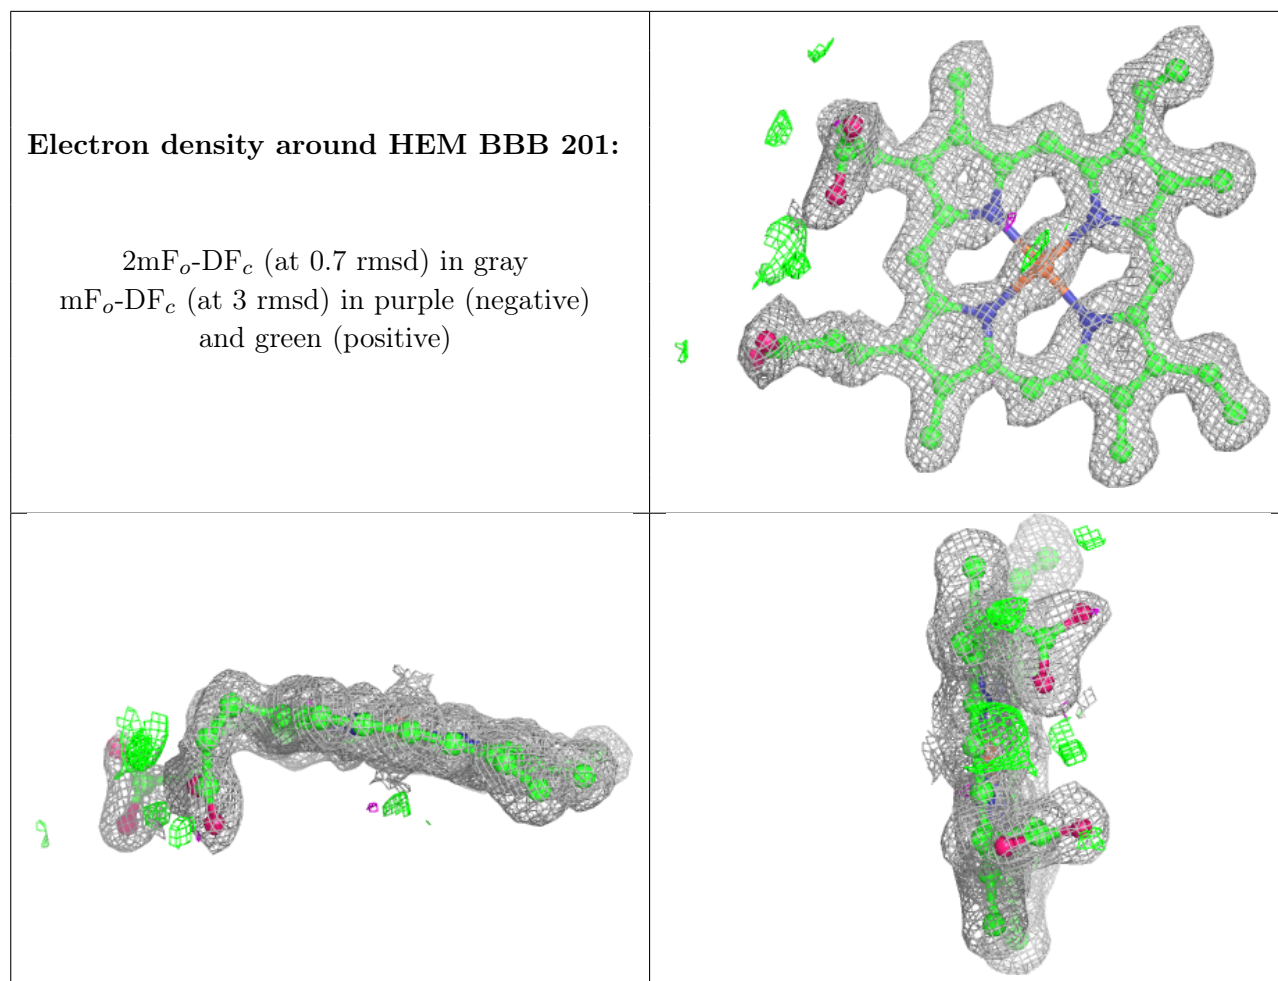 Electron density around HEM BBB 201:
2mFo-DFc (at 0.7 rmsd) in gray
mFo-DFc (at 3 rmsd) in purple (negative)
and green (positive)